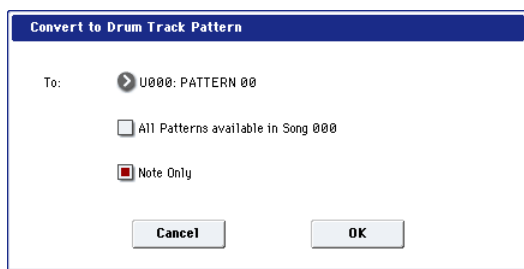 Convert to Drum Track Pattern
To: U000: PATTERN 00
All Patterns available in Song 000
Note Only
Cancel OK